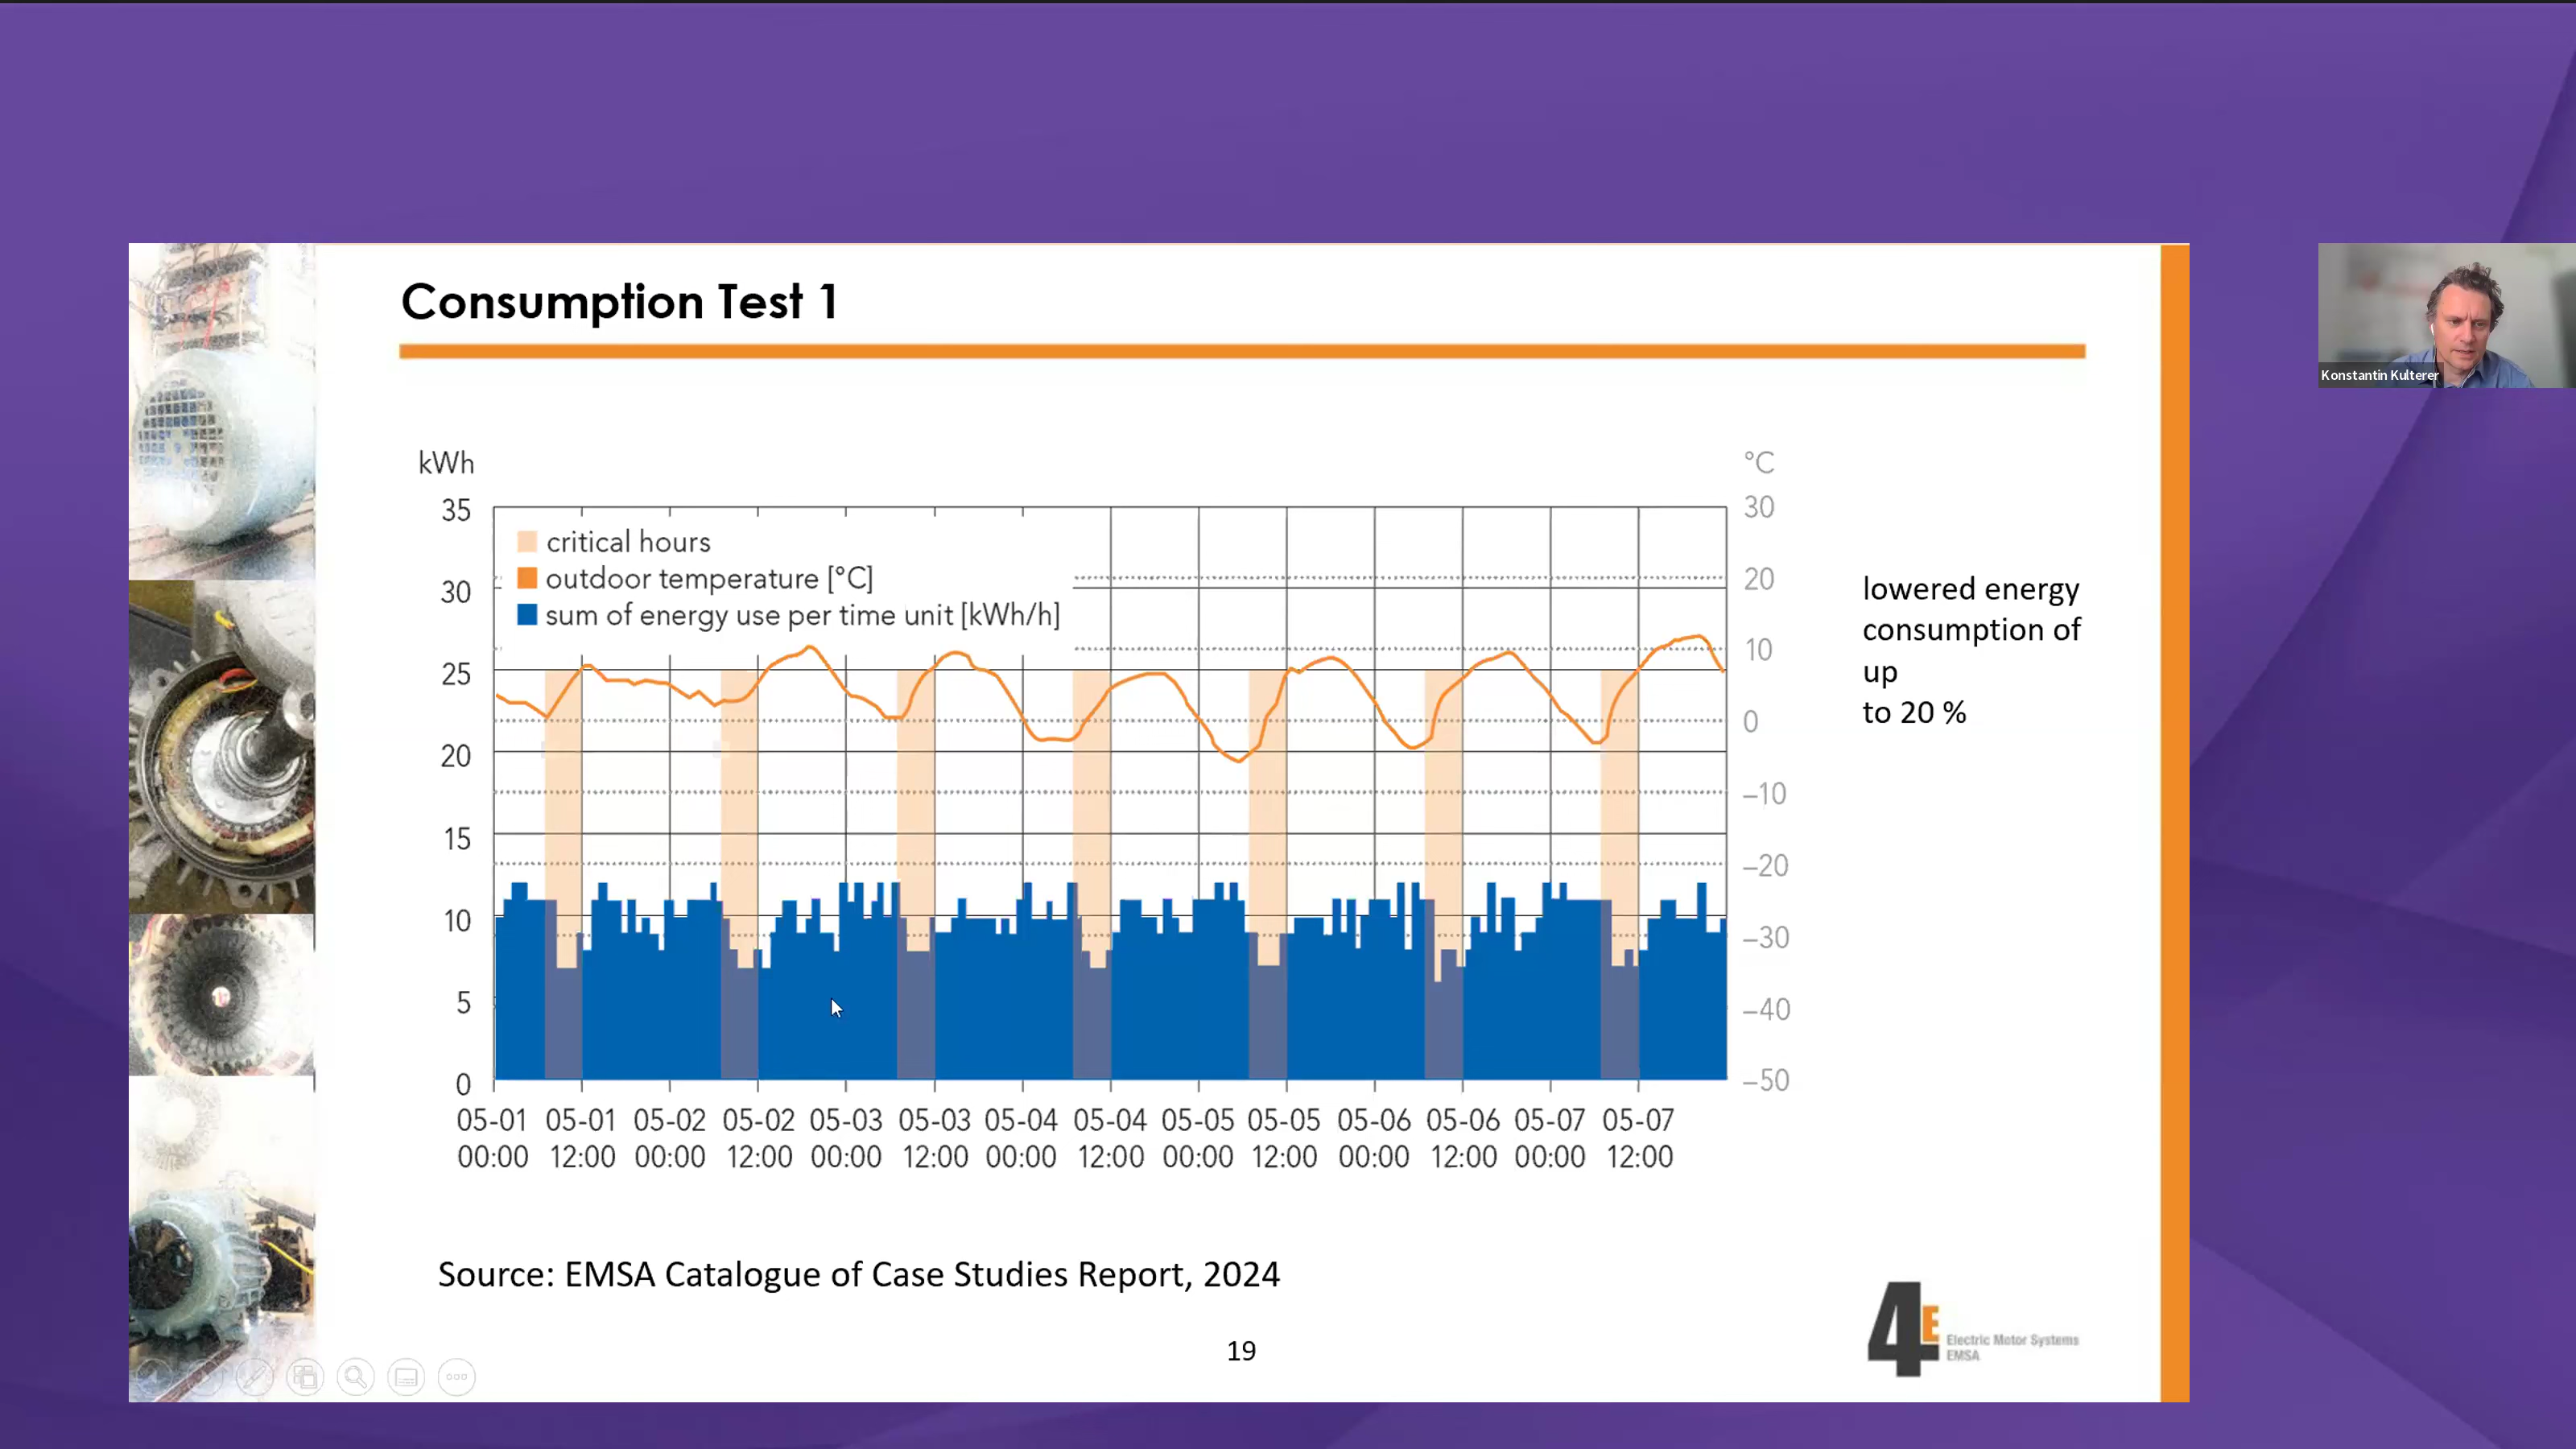 Consumption Test 1
Konstantin Kulterer
kWh
°C
35
30
25
20
15
10
5
0
critical hours
outdoor temperature [°C]
sum of energy use per time unit [kWh/h]
30
20
10
0
–10
–20
–30
–40
–50
lowered energy
consumption of
up
to 20 %
05-01 05-01 05-02 05-02 05-03 05-03 05-04 05-04 05-05 05-05 05-06 05-06 05-07 05-07
00:00 12:00 00:00 12:00 00:00 12:00 00:00 12:00 00:00 12:00 00:00 12:00 00:00 12:00
Source: EMSA Catalogue of Case Studies Report, 2024
19
4E
Electric Motor Systems
EMSA